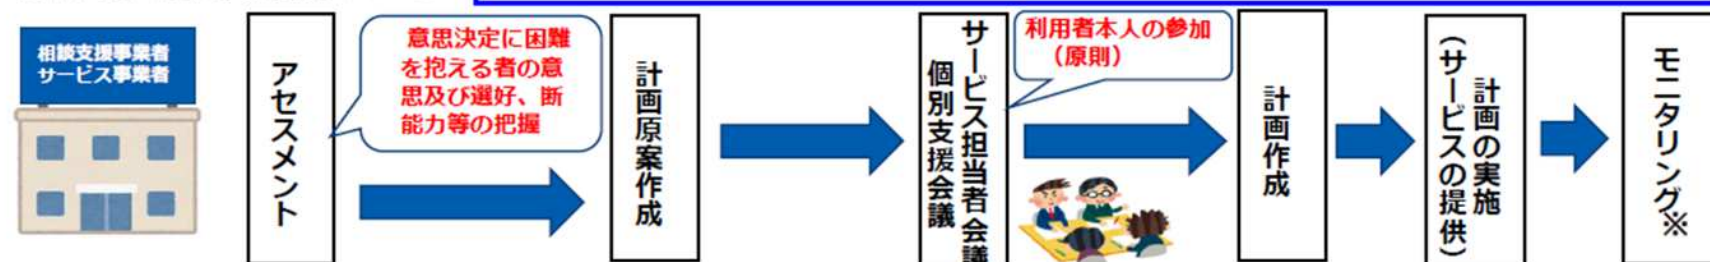 相談支援事業者
サービス事業者
アセスメント
意思決定に困難
を抱える者の意
思及び選好、断
能力等の把握
計画原案作成
サービス担当者会議
個別支援会議
利用者本人の参加
（原則）
計画作成
計画の実施
（サービスの提供）
モニタリング※